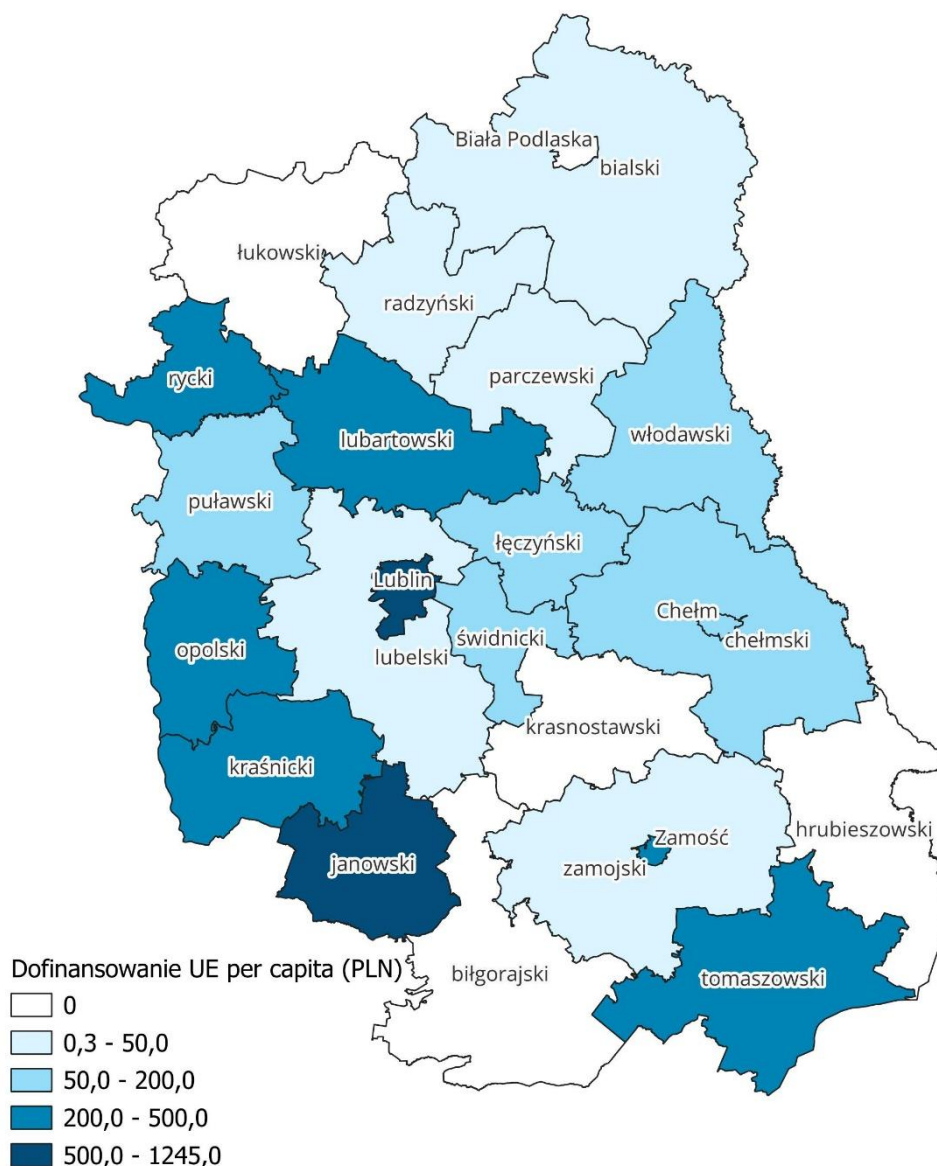 Biała Podlaska
bialski
łukowski
radzyński
parczewski
rycki
lubartowski
włodawski
puławski
łęczyński
Lublin
Chełm
chełmski
świdnicki
opolski
lubelski
krasnostawski
kraśnicki
hrubieszowski
Zamość
zamojski
janowski
biłgorajski
tomaszowski
Dofinansowanie UE per capita (PLN)
0
0,3 - 50,0
50,0 - 200,0
200,0 - 500,0
500,0 - 1245,0